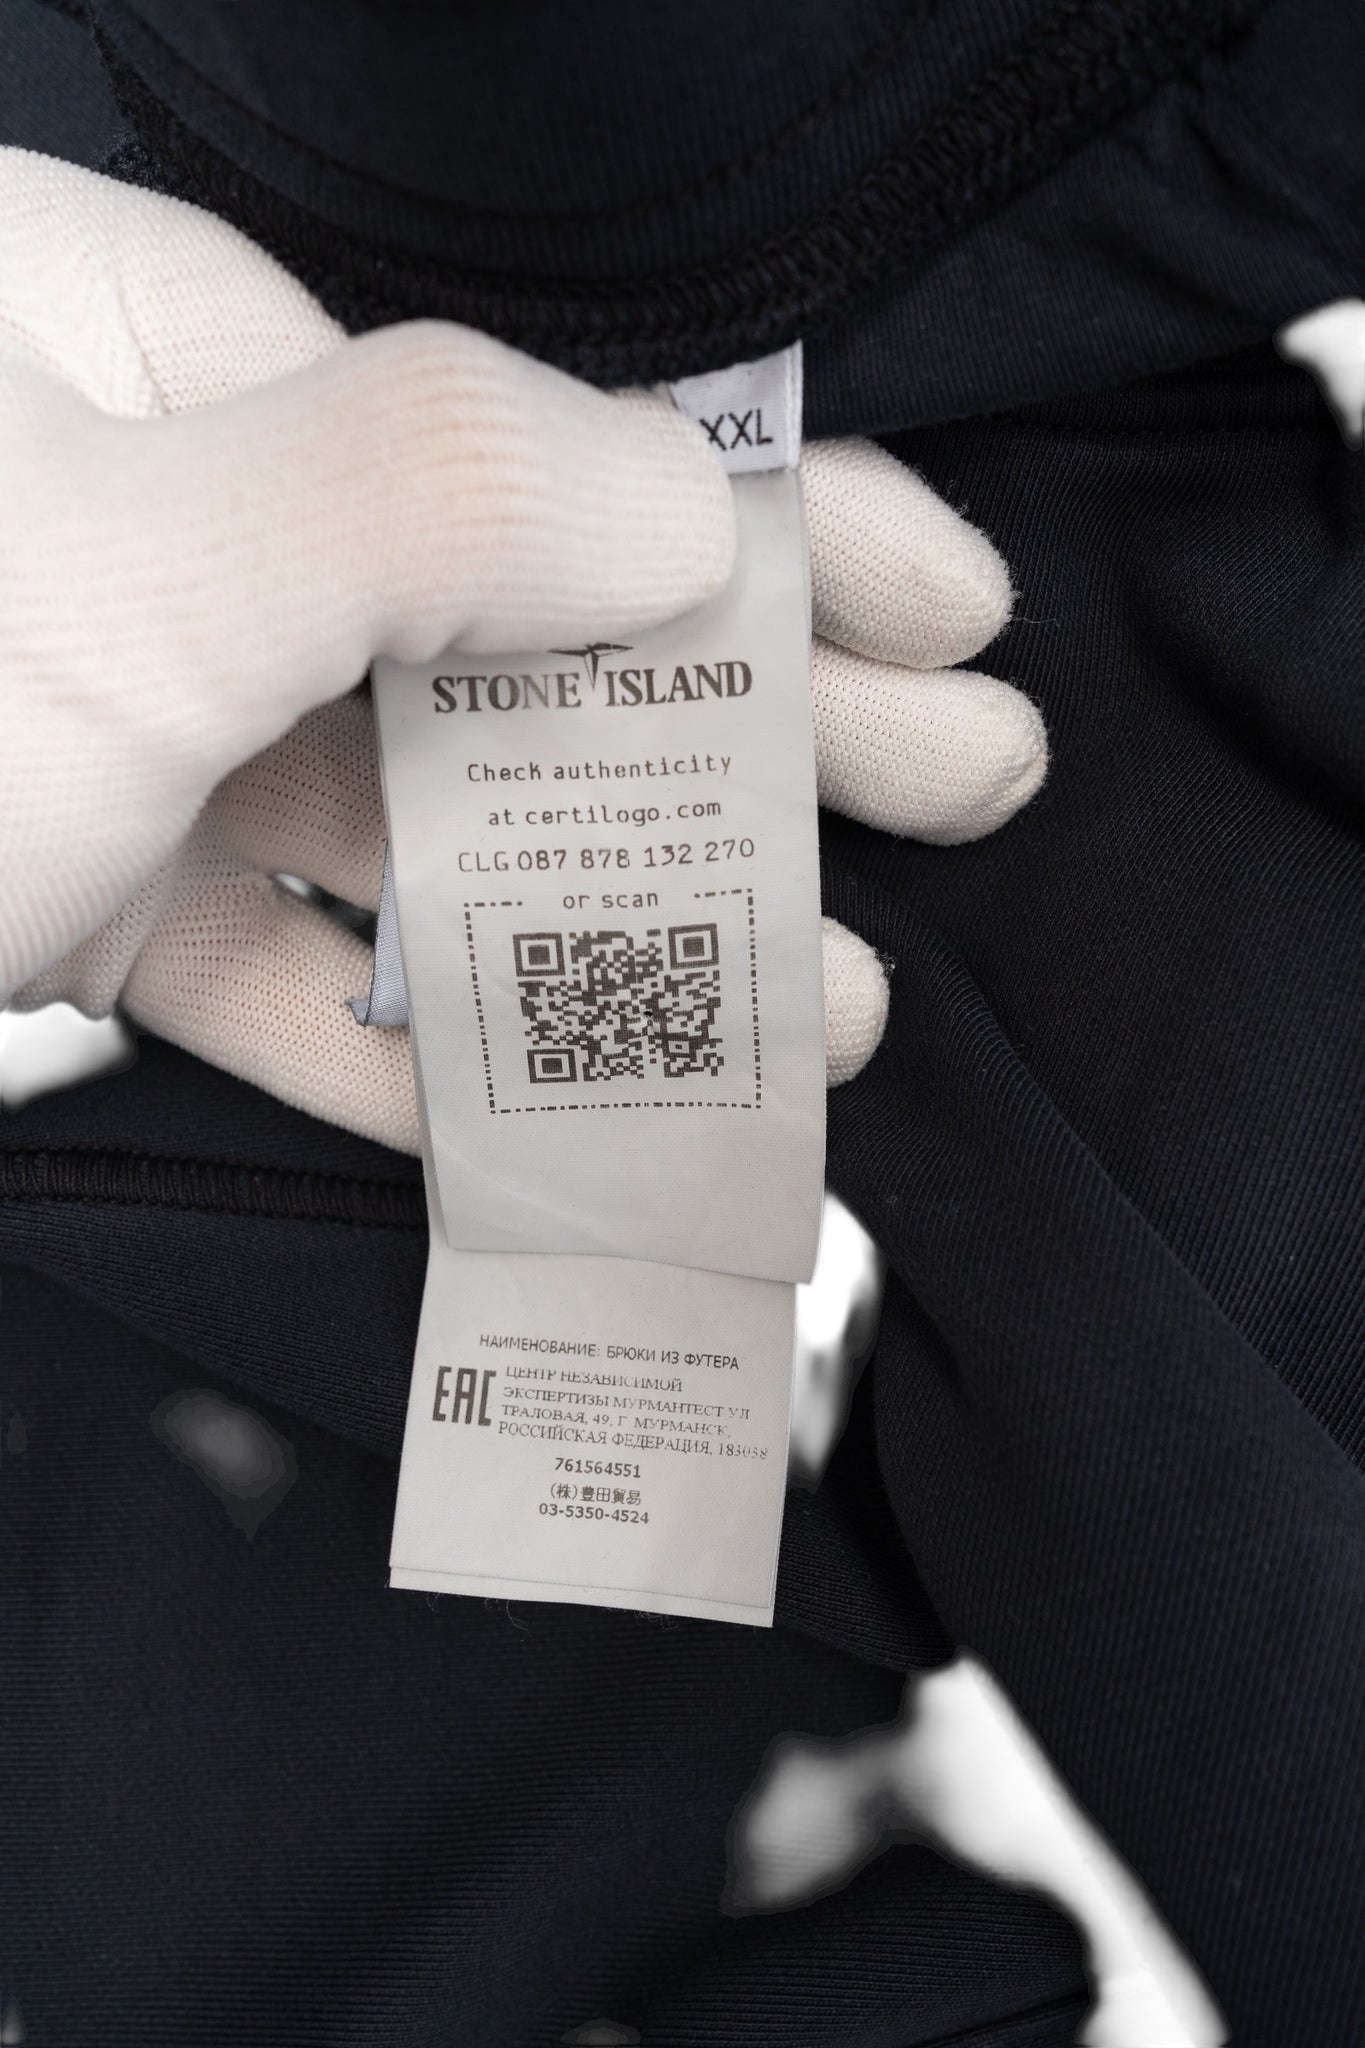 XXL
STONE ISLAND
Check authenticity
at certilogo.com
CLG 087 878 132 270
or scan
НАИМЕНОВАНИЕ: БРЮКИ ИЗ ФУТЕРА
EAC
ЦЕНТР НЕЗАВИСИМОЙ
ЭКСПЕРТИЗЫ МУРМАНТЕСТ УЛ
ТРАЛОВАЯ, 49, Г МУРМАНСК,
РОССИЙСКАЯ ФЕДЕРАЦИЯ, 183038
761564551
(株)豊田貿易
03-5350-4524